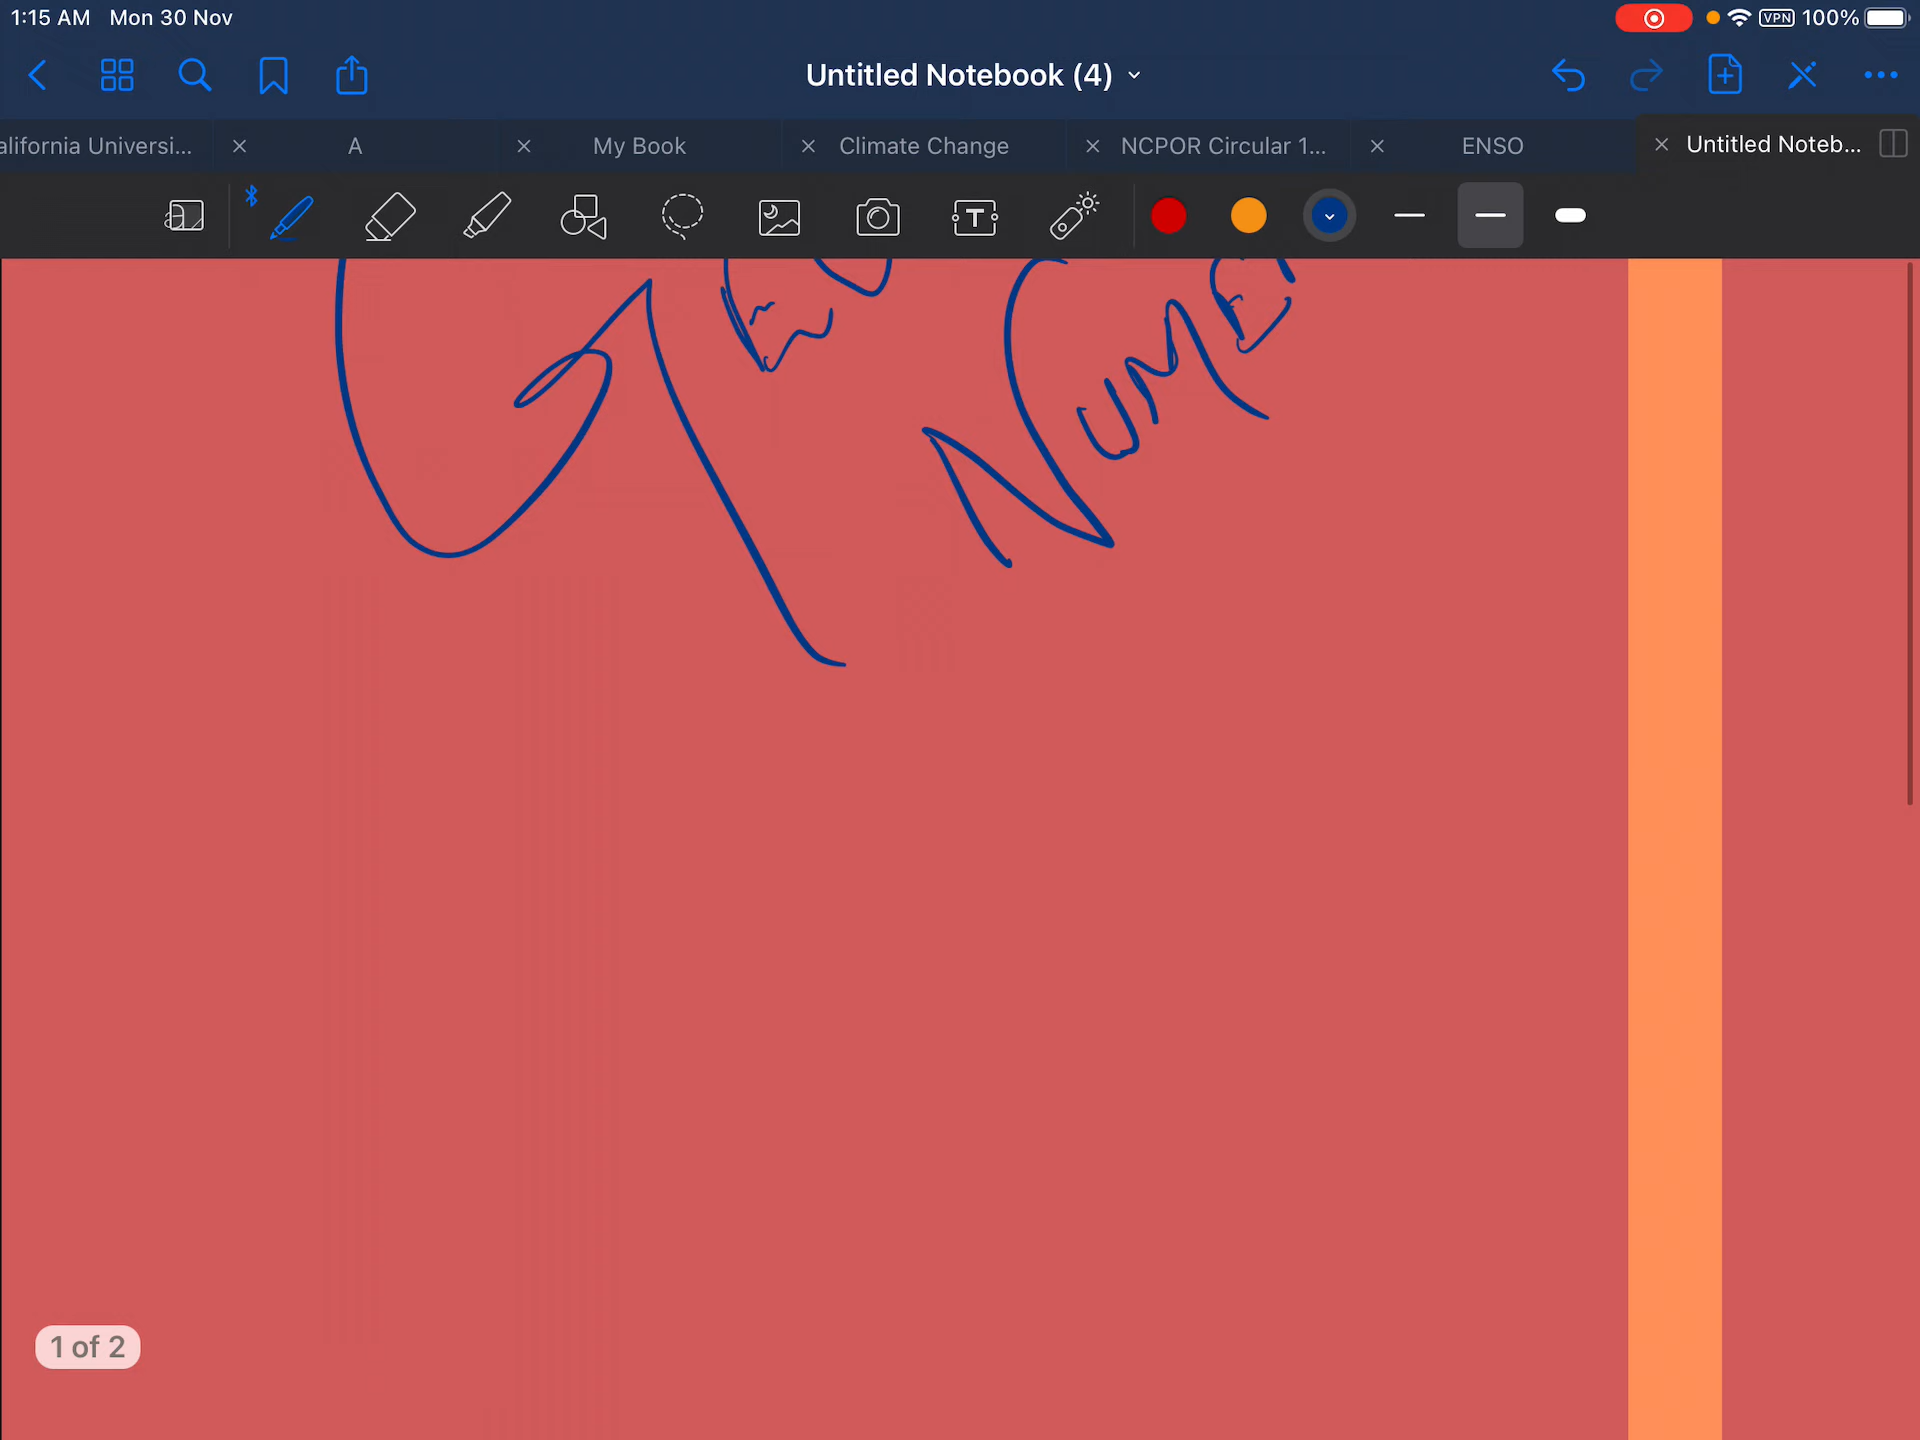 1:15 AM Mon 30 Nov VPN 100%
Untitled Notebook (4)
alifornia Universi... A My Book Climate Change NCPOR Circular 1... ENSO Untitled Noteb...
T
1 of 2